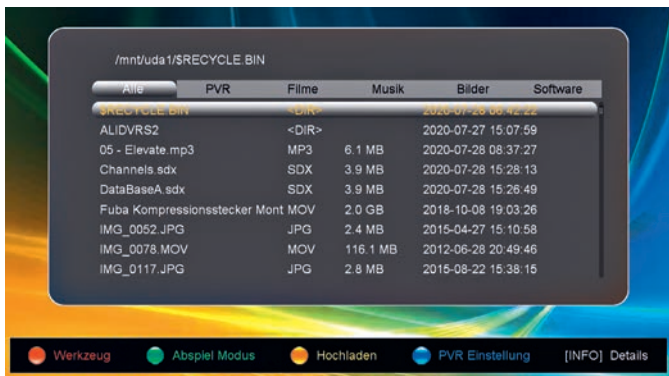 /mnt/uda1/$RECYCLE.BIN
Alle PVR Filme Musik Bilder Software
$RECYCLE.BIN <DIR> 2020-07-28 06:42:22
ALIDVRS2 <DIR> 2020-07-27 15:07:59
05 - Elevate.mp3 MP3 6.1 MB 2020-07-28 08:37:27
Channels.sdx SDX 3.9 MB 2020-07-28 15:28:13
DataBaseA.sdx SDX 3.9 MB 2020-07-28 15:26:49
Fuba Kompressionsstecker Mont MOV 2.0 GB 2018-10-08 19:03:26
IMG_0052.JPG JPG 2.4 MB 2015-04-27 15:10:58
IMG_0078.MOV MOV 116.1 MB 2012-06-28 20:49:46
IMG_0117.JPG JPG 2.8 MB 2015-08-22 15:38:15
Werkzeug Abspiel Modus Hochladen PVR Einstellung [INFO] Details